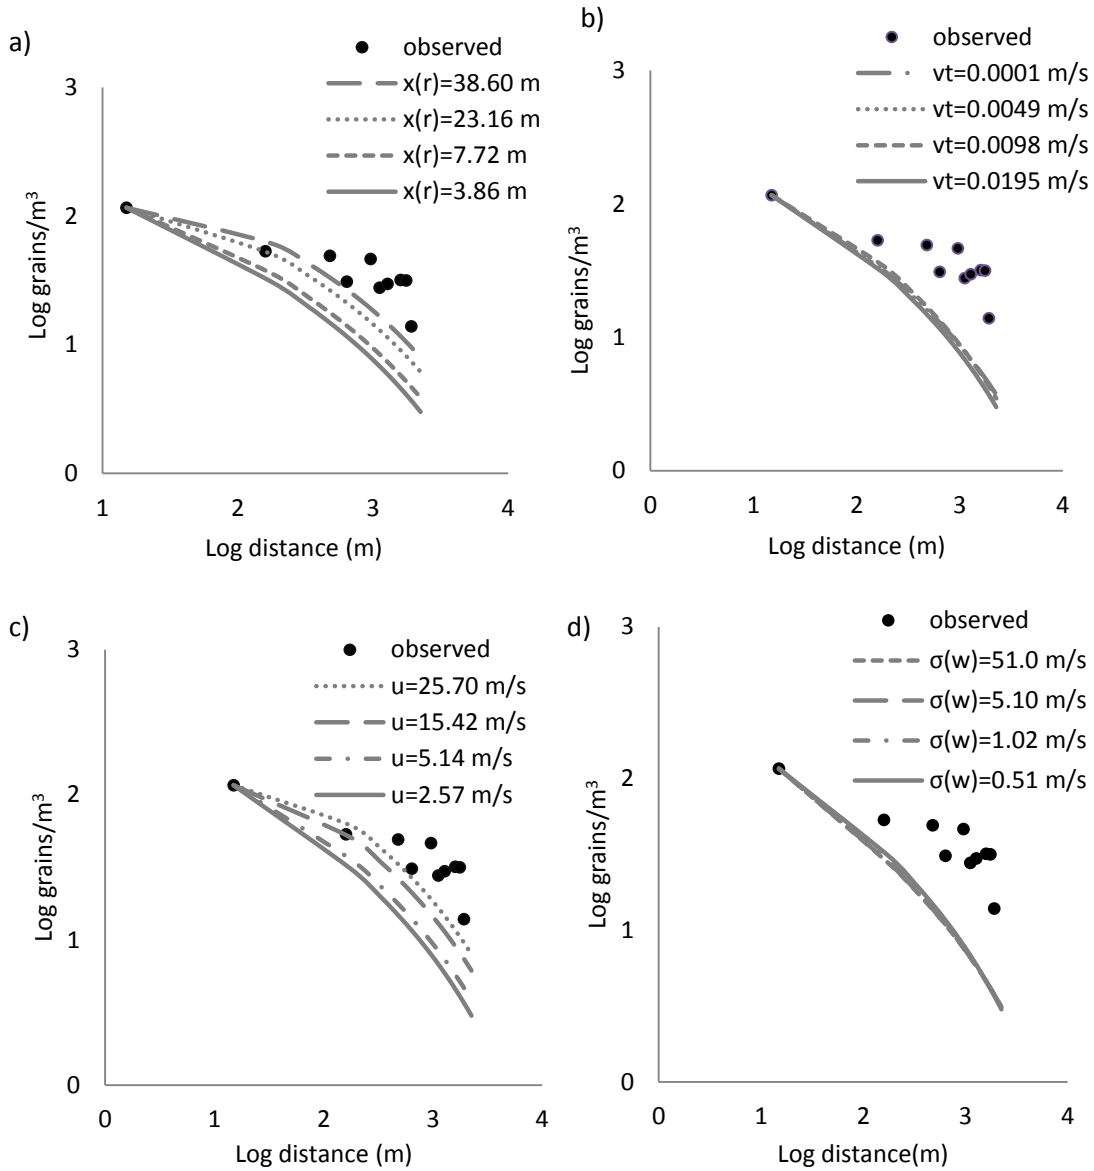 a)
observed
x(r)=38.60 m
x(r)=23.16 m
x(r)=7.72 m
x(r)=3.86 m
3
2
1
0
Log grains/m³
1 2 3 4
Log distance (m)
b)
observed
vt=0.0001 m/s
vt=0.0049 m/s
vt=0.0098 m/s
vt=0.0195 m/s
3
2
1
0
Log grains/m³
0 1 2 3 4
Log distance (m)
c)
observed
u=25.70 m/s
u=15.42 m/s
u=5.14 m/s
u=2.57 m/s
3
2
1
0
Log grains/m³
0 1 2 3 4
Log distance (m)
d)
observed
σ(w)=51.0 m/s
σ(w)=5.10 m/s
σ(w)=1.02 m/s
σ(w)=0.51 m/s
3
2
1
0
Log grains/m³
0 1 2 3 4
Log distance(m)